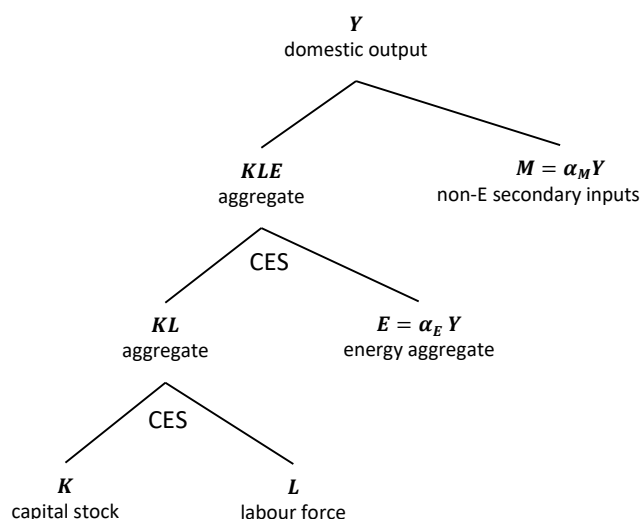 Y
domestic output
KLE
aggregate
M = α_M Y
non-E secondary inputs
CES
KL
aggregate
E = α_E Y
energy aggregate
CES
K
capital stock
L
labour force